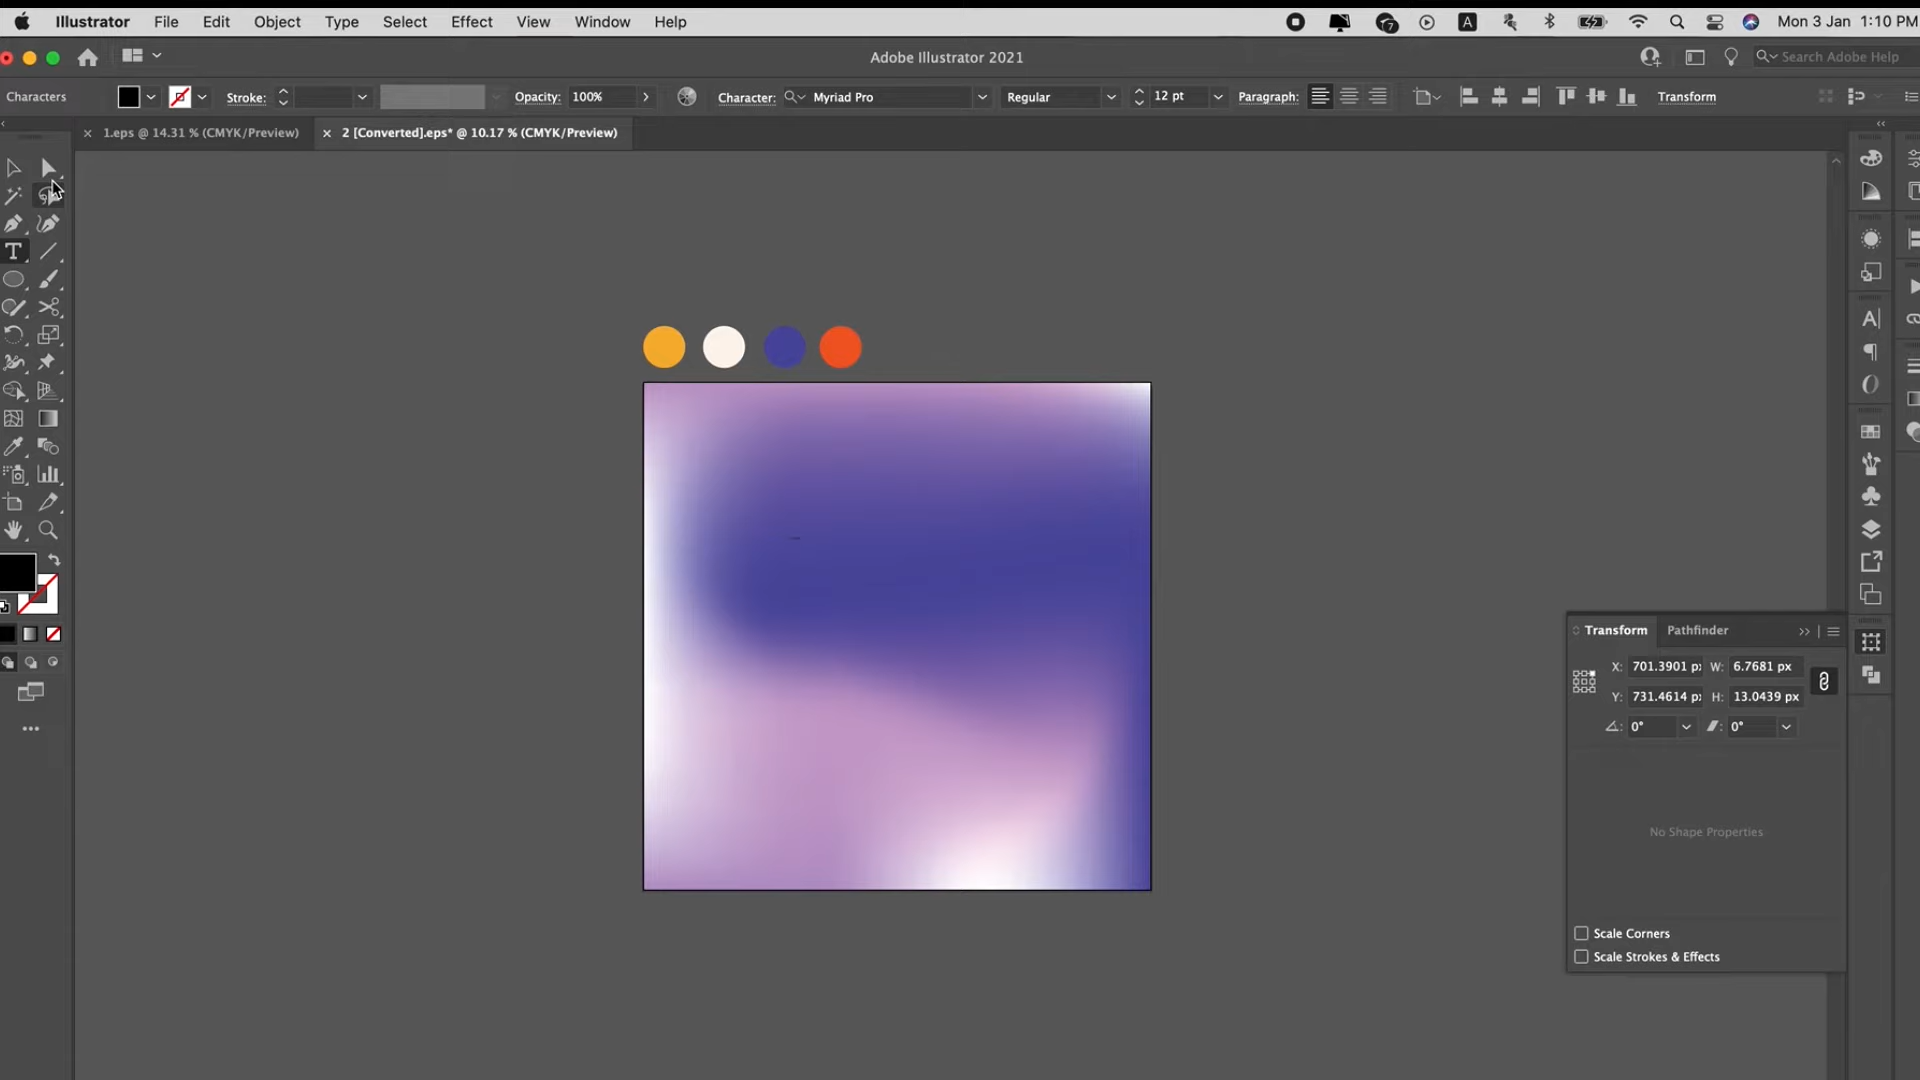 Illustrator File Edit Object Type Select Effect View Window Help 7 A Mon 3 Jan 1:10 PM
Adobe Illustrator 2021 Search Adobe Help
Characters Stroke: Opacity: 100% Character: Myriad Pro Regular 12 pt Paragraph: Transform
× 1.eps @ 14.31 % (CMYK/Preview) × 2 [Converted].eps* @ 10.17 % (CMYK/Preview)
Transform Pathfinder
X: 701.3901 p W: 6.7681 px
Y: 731.4614 p H: 13.0439 px
0° 0°
No Shape Properties
Scale Corners
Scale Strokes & Effects